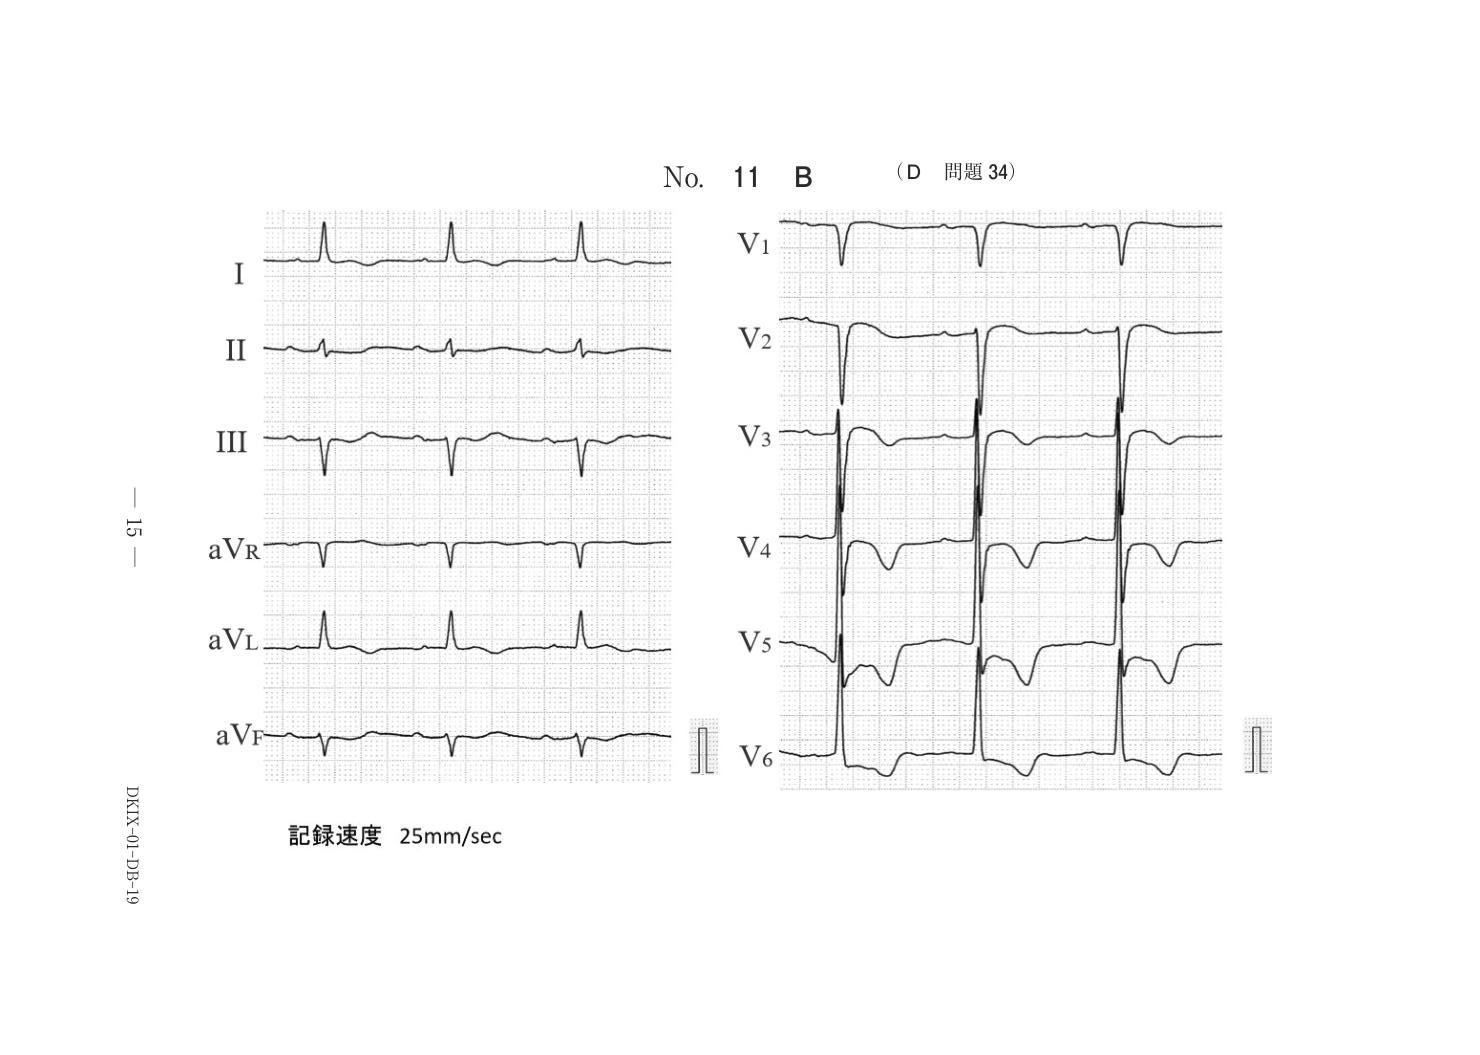 No. 11 B （D 問題 34）
I
II
III
aVR
aVL
aVF
V1
V2
V3
V4
V5
V6
記録速度 25mm/sec
— 15 —
DKIX-01-DB-19